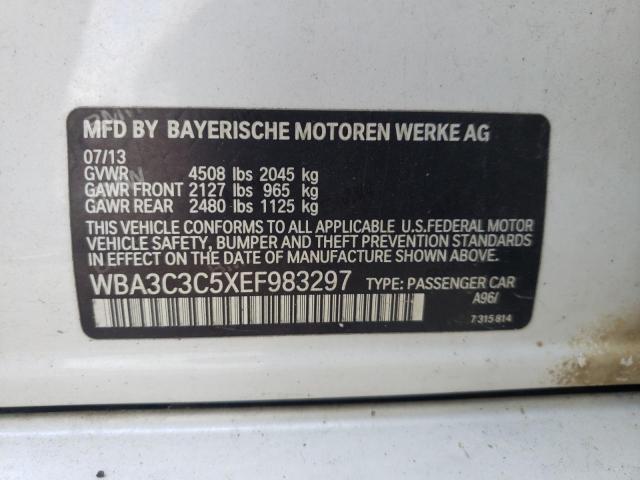 MFD BY BAYERISCHE MOTOREN WERKE AG
07/13
GVWR 4508 lbs 2045 kg
GAWR FRONT 2127 lbs 965 kg
GAWR REAR 2480 lbs 1125 kg
THIS VEHICLE CONFORMS TO ALL APPLICABLE U.S.FEDERAL MOTOR
VEHICLE SAFETY, BUMPER AND THEFT PREVENTION STANDARDS
IN EFFECT ON THE DATE OF MANUFACTURE SHOWN ABOVE.
WBA3C3C5XEF983297 TYPE: PASSENGER CAR
A96/
7 315 814